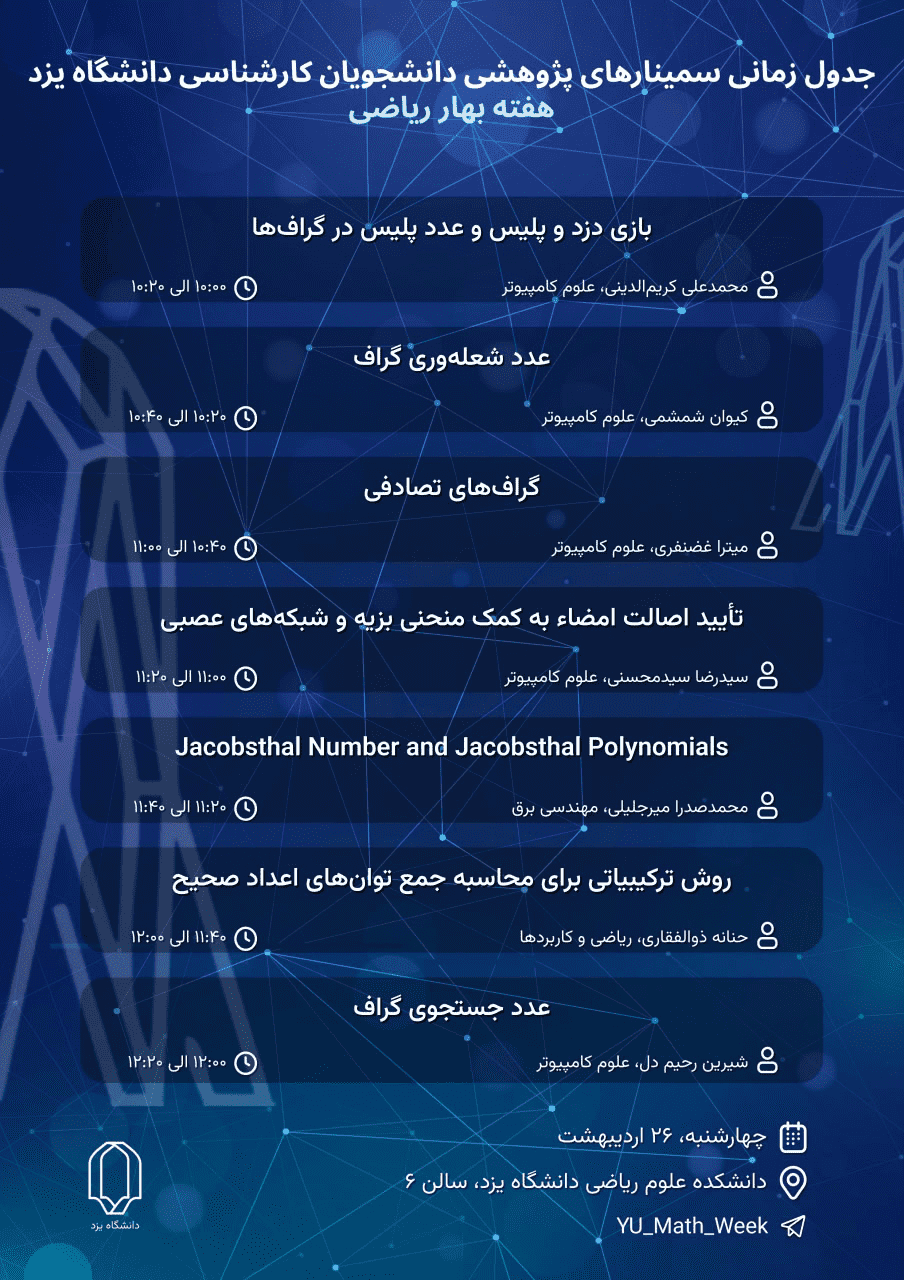 جدول زمانی سمینارهای پژوهشی دانشجویان کارشناسی دانشگاه یزد
هفته بهار ریاضی
بازی دزد و پلیس و عدد پلیس در گراف‌ها
محمدعلی کریم‌الدینی، علوم کامپیوتر
۱۰:۰۰ الی ۱۰:۲۰
عدد شعله‌وری گراف
کیوان شمشمی، علوم کامپیوتر
۱۰:۲۰ الی ۱۰:۴۰
گراف‌های تصادفی
میترا غضنفری، علوم کامپیوتر
۱۰:۴۰ الی ۱۱:۰۰
تأیید اصالت امضاء به کمک منحنی بزیه و شبکه‌های عصبی
سیدرضا سیدمحسنی، علوم کامپیوتر
۱۱:۰۰ الی ۱۱:۲۰
Jacobsthal Number and Jacobsthal Polynomials
محمدصدرا میرجلیلی، مهندسی برق
۱۱:۲۰ الی ۱۱:۴۰
روش ترکیبیاتی برای محاسبه جمع توان‌های اعداد صحیح
حنانه ذوالفقاری، ریاضی و کاربردها
۱۱:۴۰ الی ۱۲:۰۰
عدد جستجوی گراف
شیرین رحیم دل، علوم کامپیوتر
۱۲:۰۰ الی ۱۲:۲۰
چهارشنبه، ۲۶ اردیبهشت
دانشکده علوم ریاضی دانشگاه یزد، سالن ۶
YU_Math_Week
دانشگاه یزد